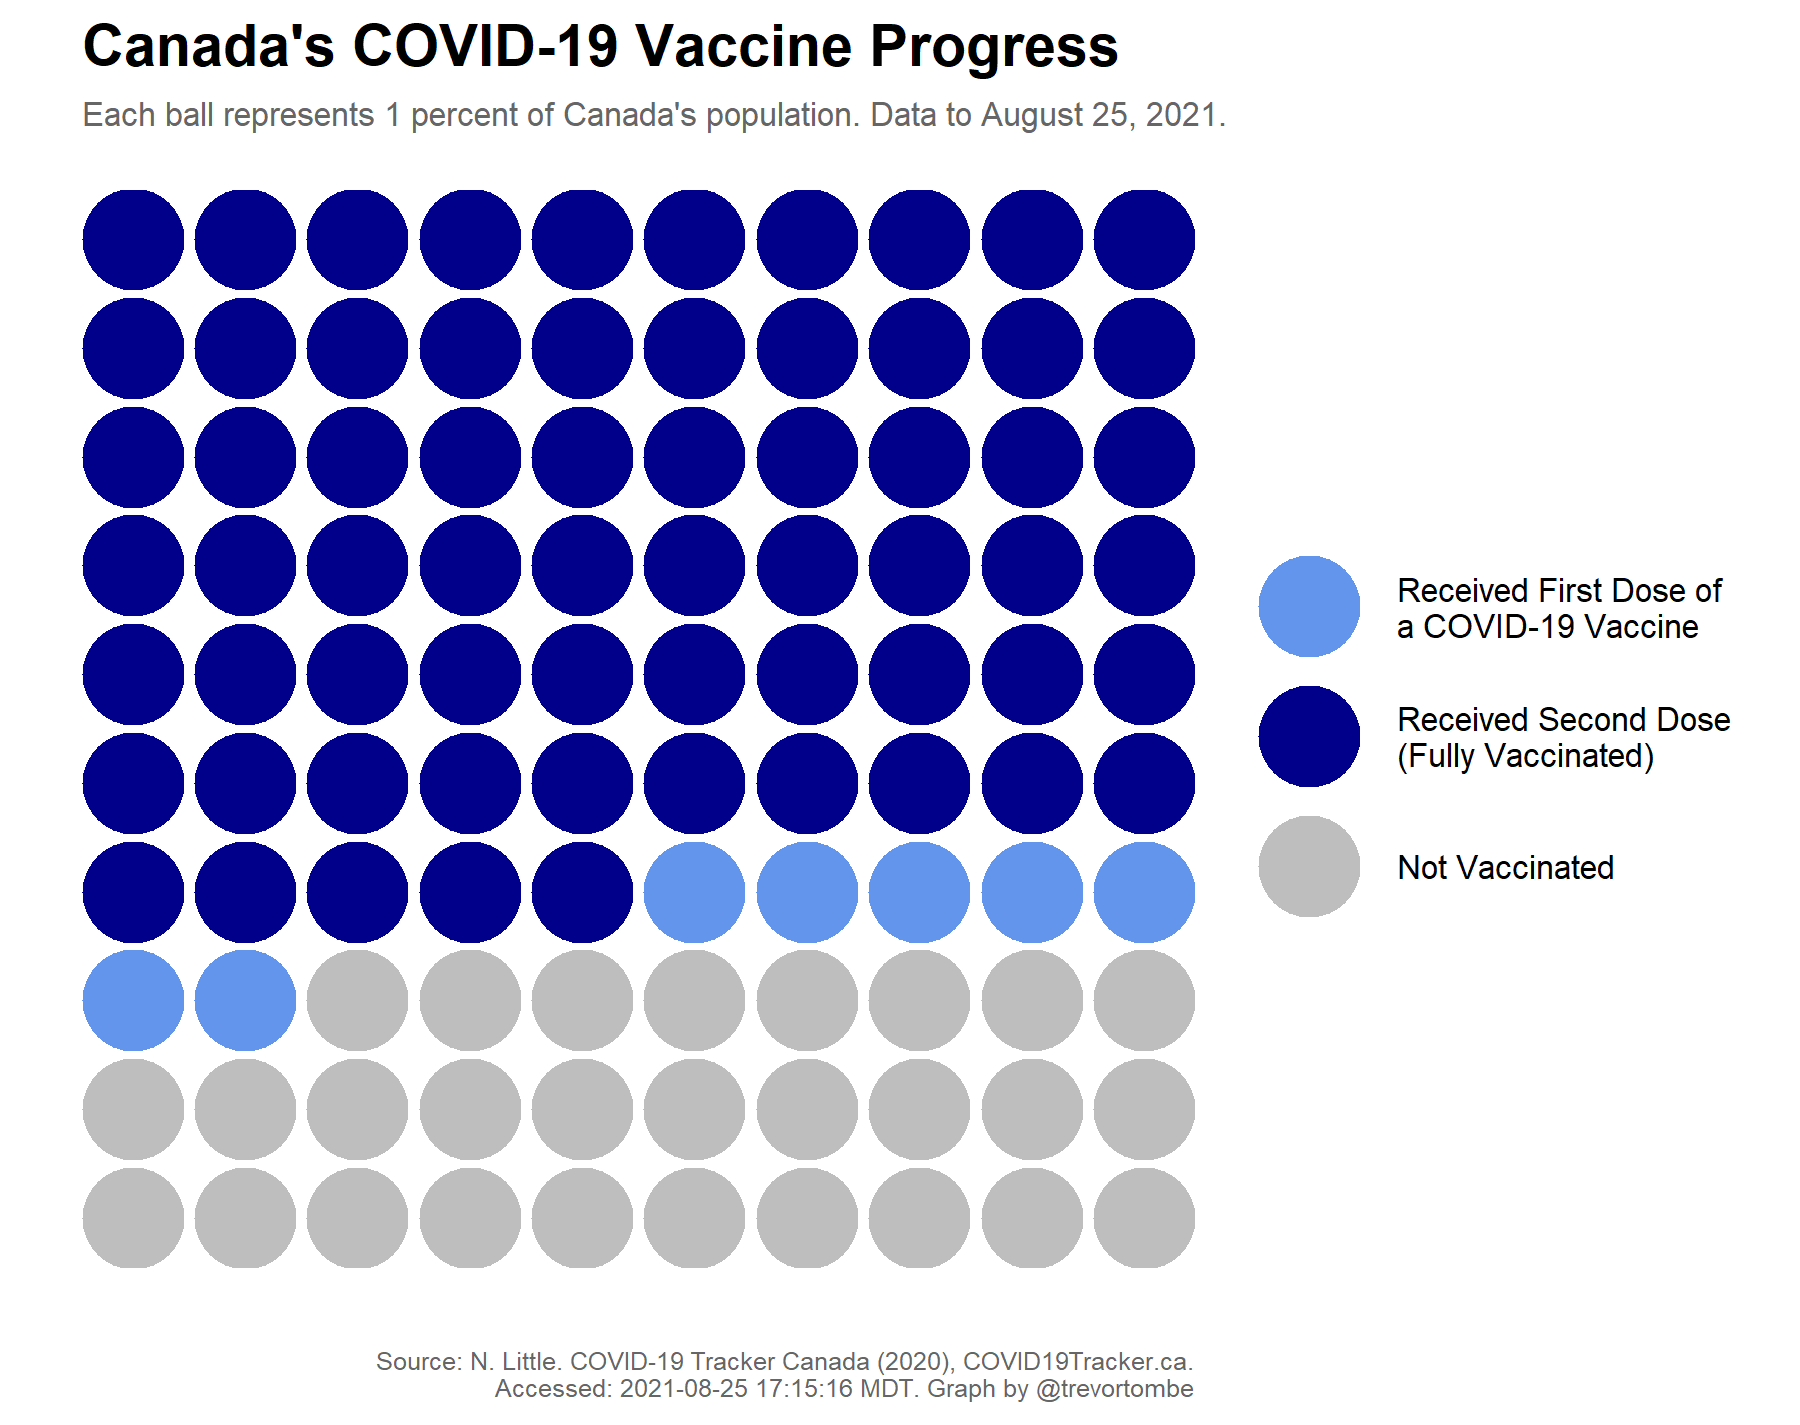 Canada's COVID-19 Vaccine Progress
Each ball represents 1 percent of Canada's population. Data to August 25, 2021.
Received First Dose of
a COVID-19 Vaccine
Received Second Dose
(Fully Vaccinated)
Not Vaccinated
Source: N. Little. COVID-19 Tracker Canada (2020), COVID19Tracker.ca.
Accessed: 2021-08-25 17:15:16 MDT. Graph by @trevortombe